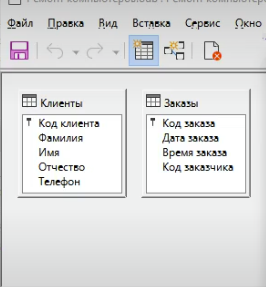 Файл Правка Вид Вставка Сервис Окно
Клиенты
Код клиента
Фамилия
Имя
Отчество
Телефон
Заказы
Код заказа
Дата заказа
Время заказа
Код заказчика